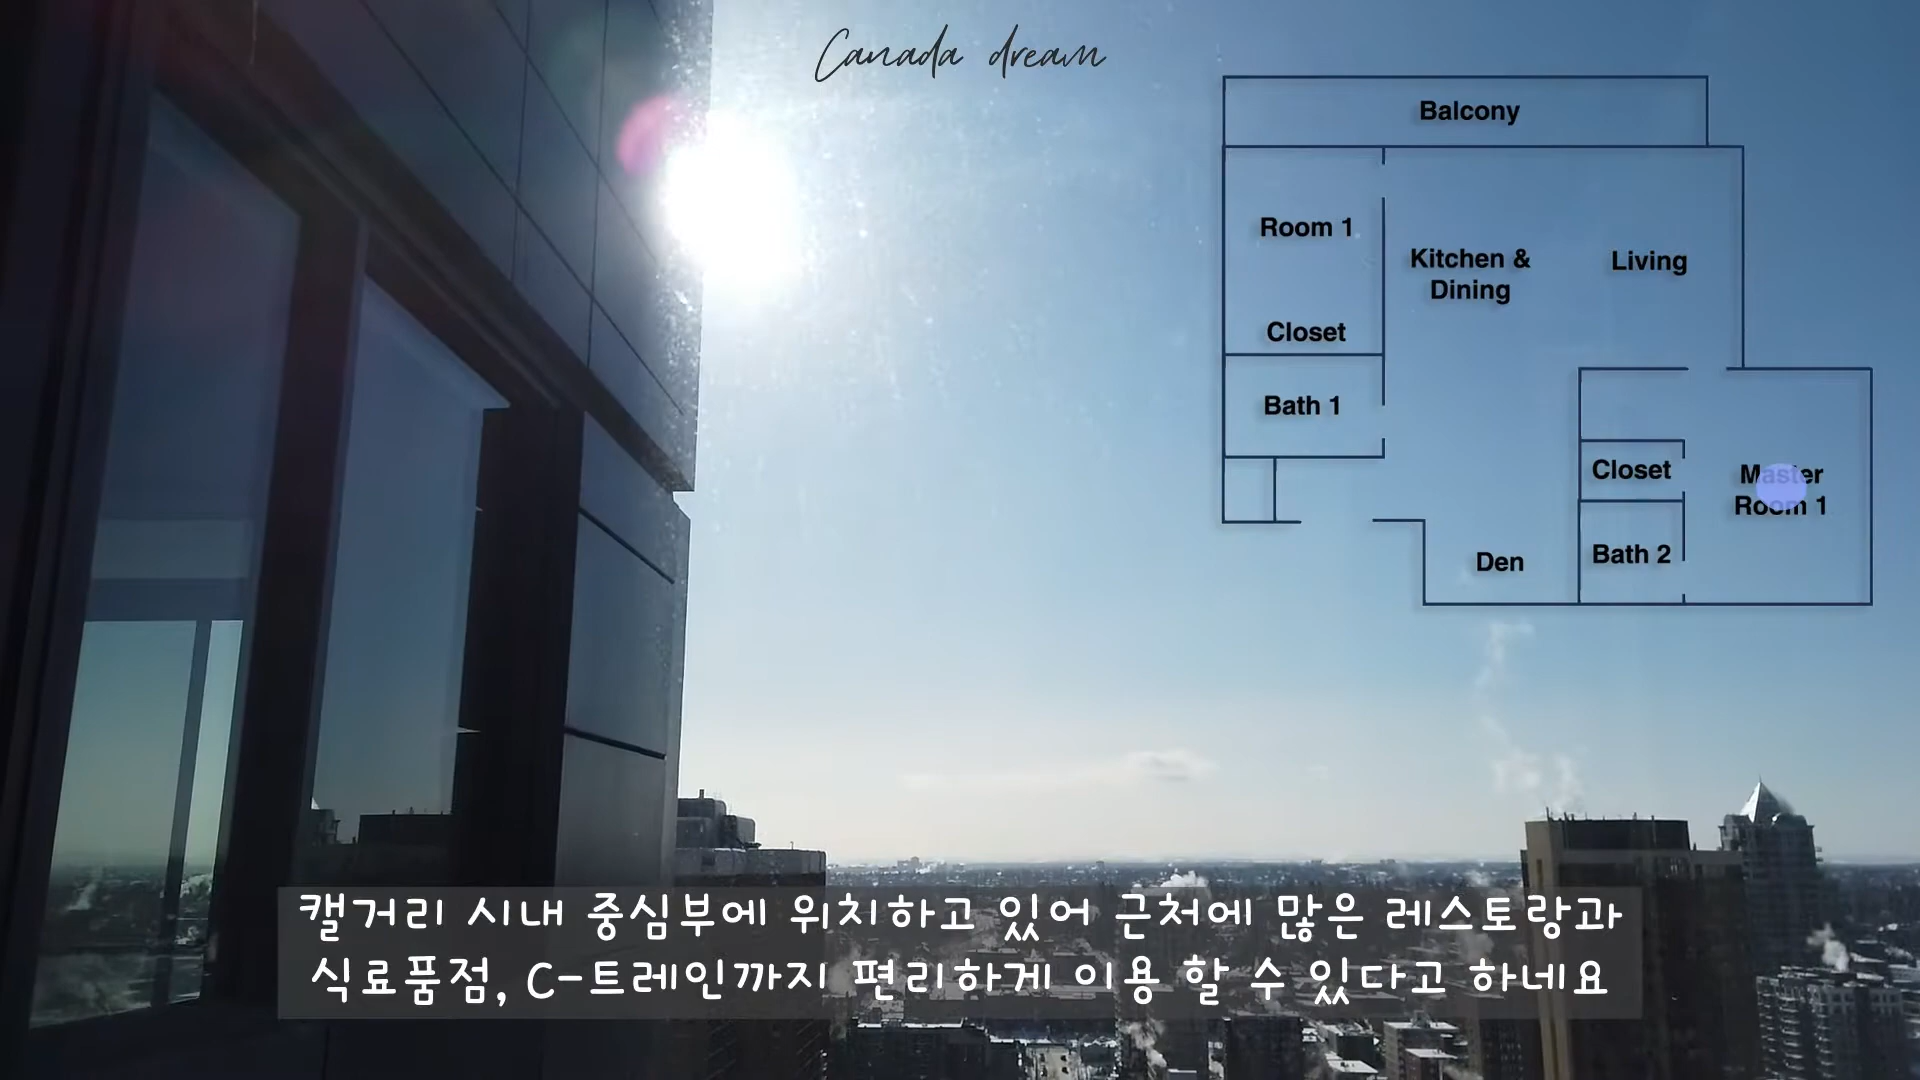 Canada dream
Balcony
Room 1
Kitchen &
Dining
Living
Closet
Bath 1
Closet
Master
Room 1
Bath 2
Den
캘거리 시내 중심부에 위치하고 있어 근처에 많은 레스토랑과
식료품점, C-트레인까지 편리하게 이용 할 수 있다고 하네요